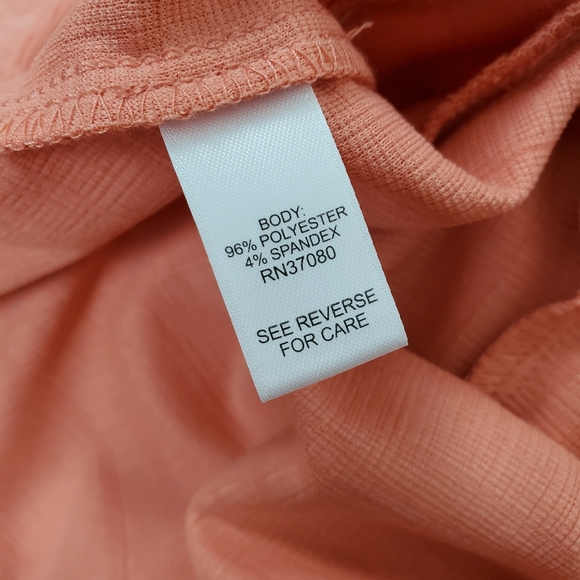 BODY:
96% POLYESTER
4% SPANDEX
RN37080
SEE REVERSE
FOR CARE